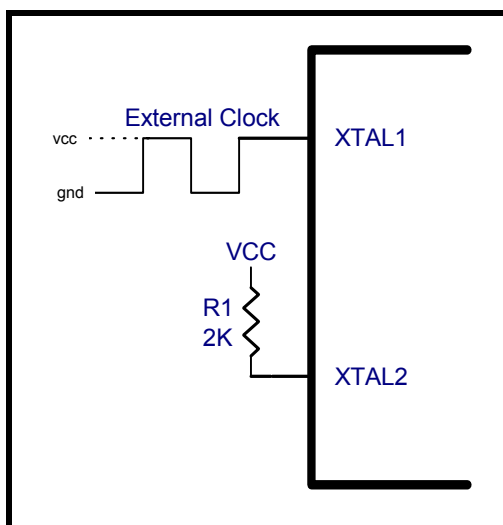 External Clock
vcc
XTAL1
gnd
VCC
R1
2K
XTAL2